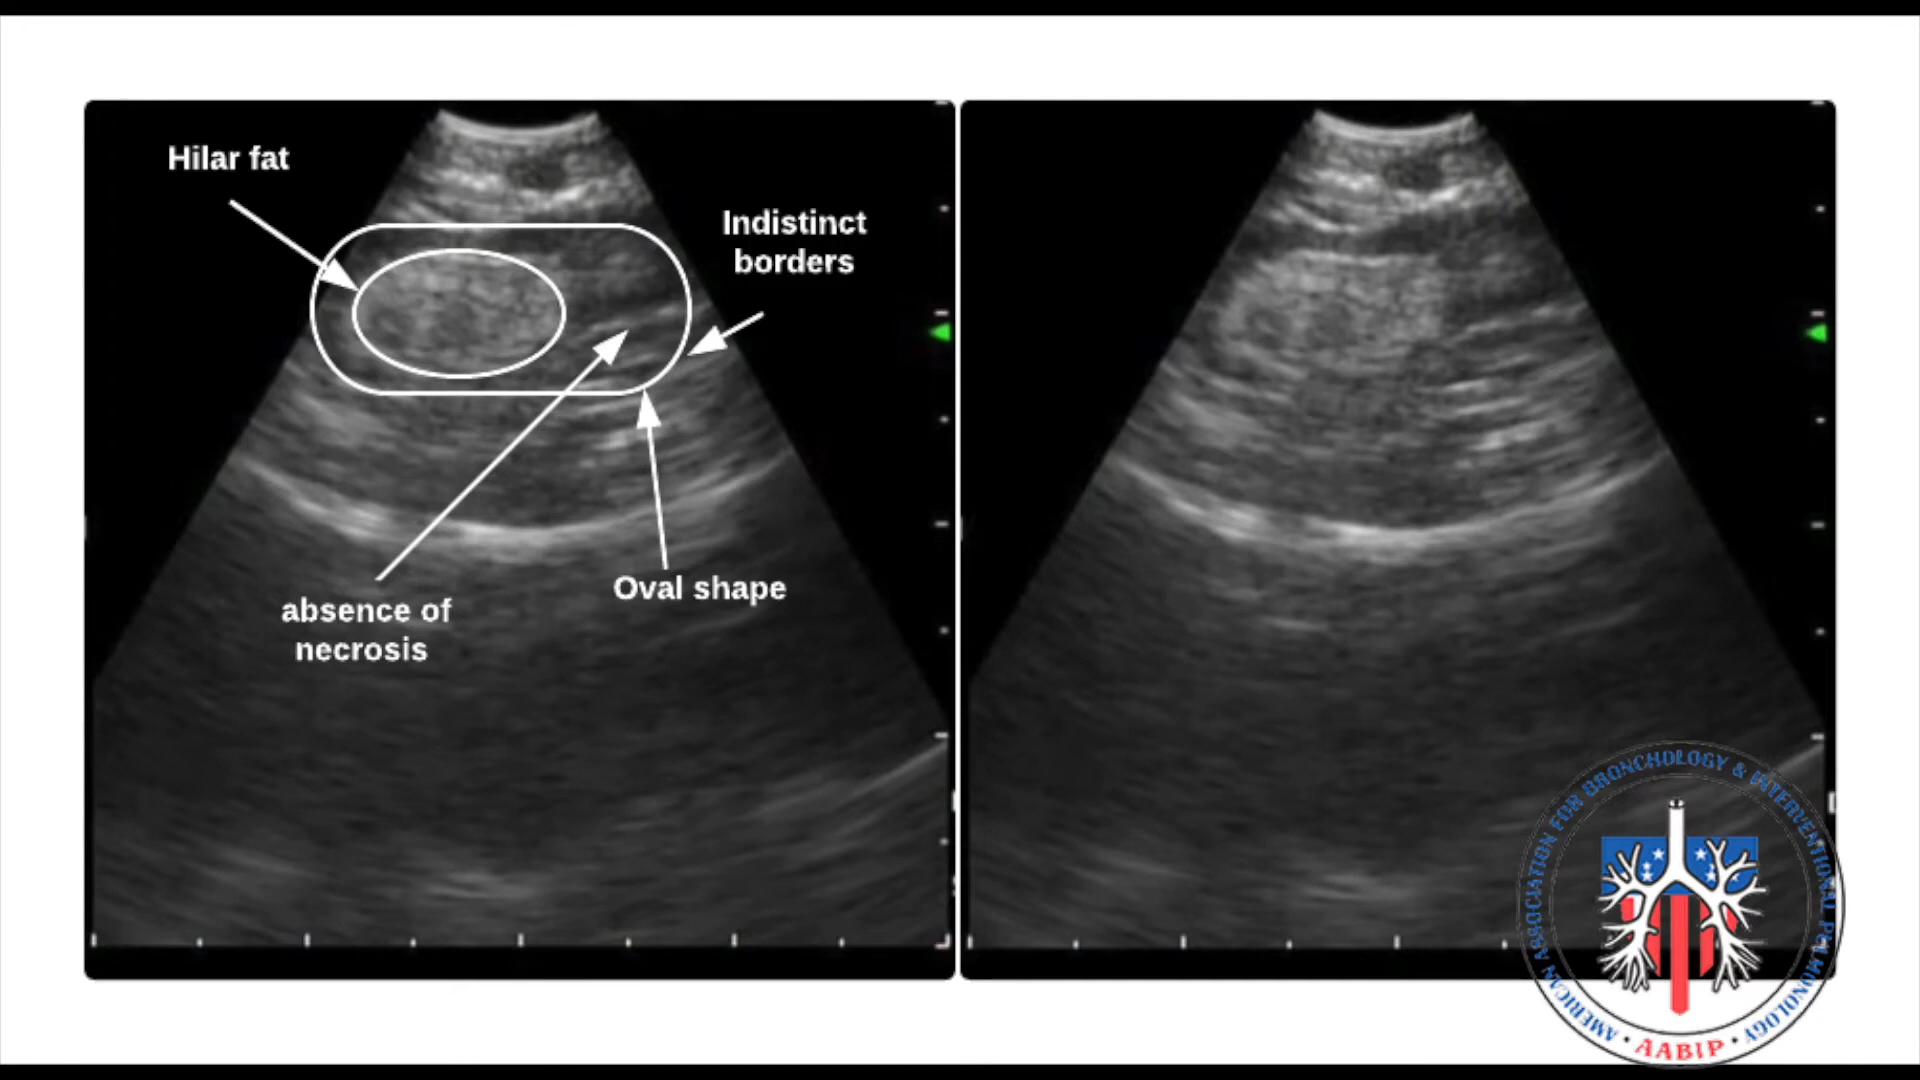 Hilar fat
Indistinct
borders
absence of
necrosis
Oval shape
AMERICAN ASSOCIATION FOR BRONCHOLOGY & INTERVENTIONAL PULMONOLOGY
• AABIP •